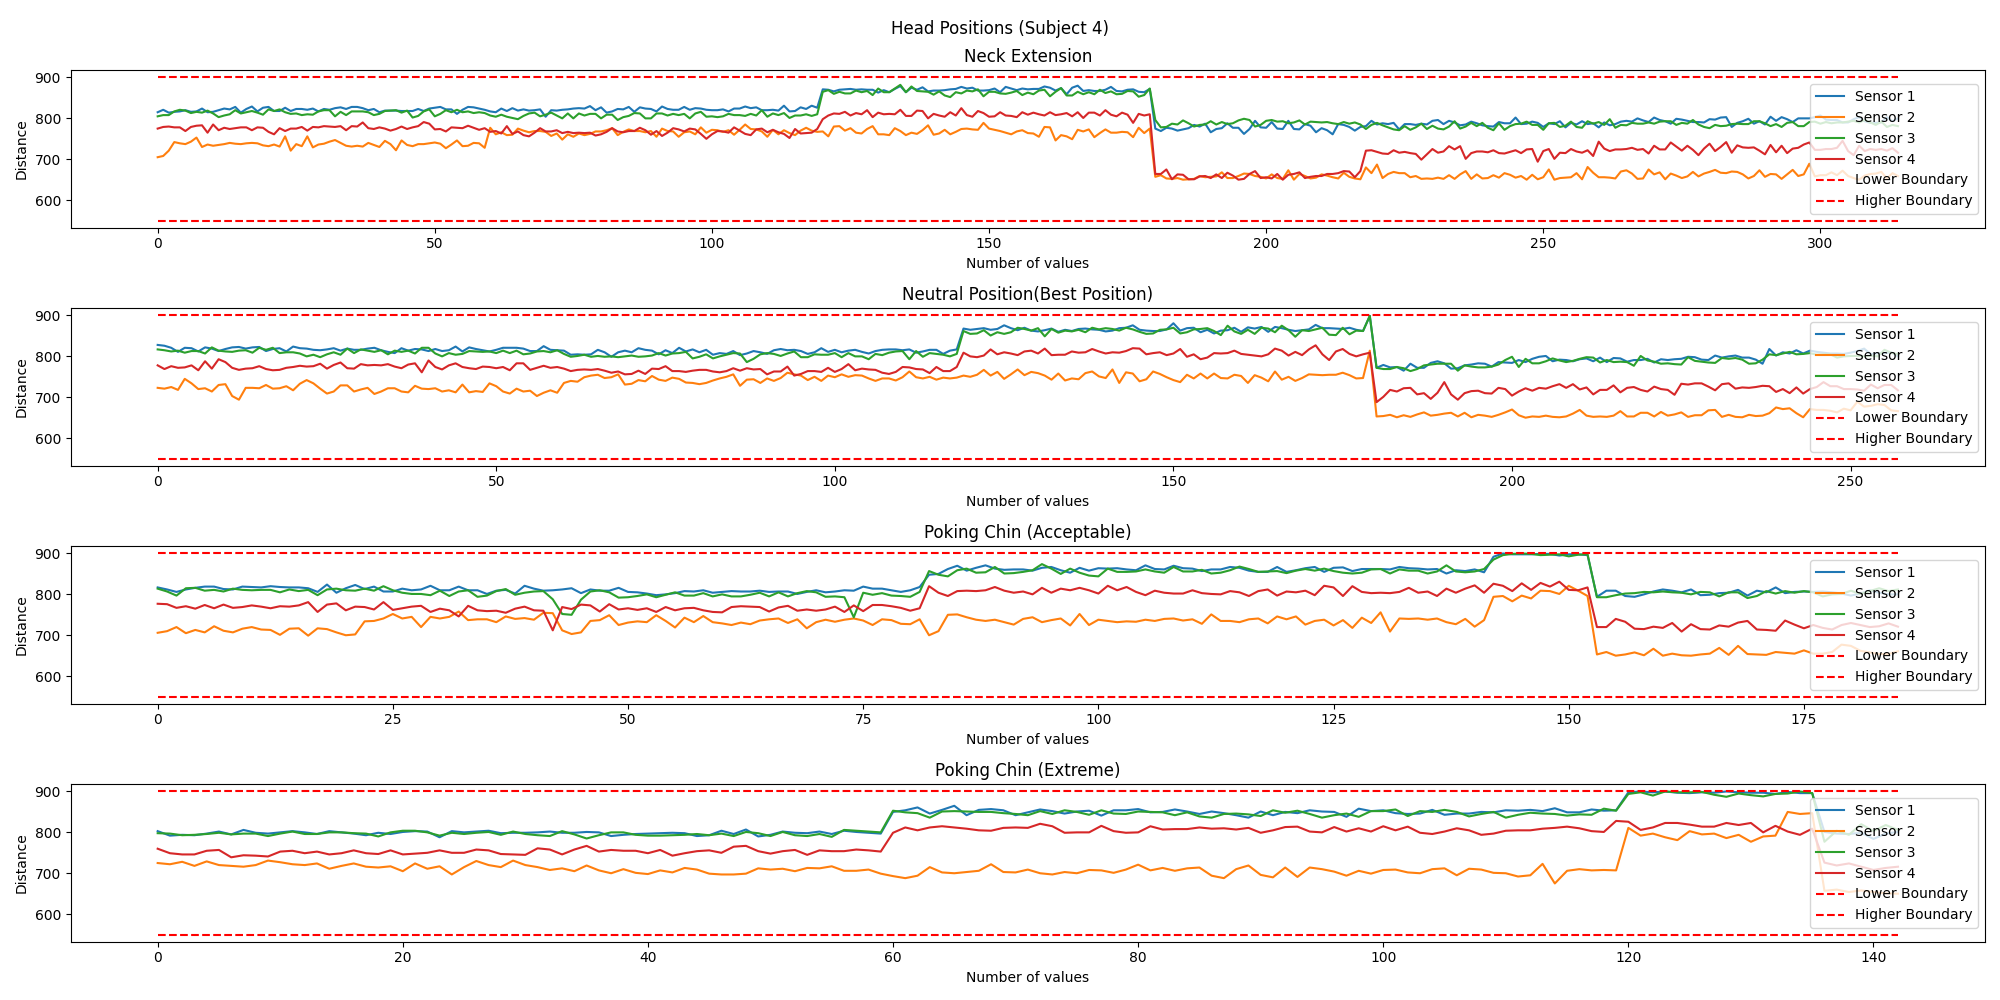 Head Positions (Subject 4)
Neck Extension
900
800
700
600
Distance
0 50 100 150 200 250 300
Number of values
Sensor 1
Sensor 2
Sensor 3
Sensor 4
Lower Boundary
Higher Boundary
Neutral Position(Best Position)
900
800
700
600
Distance
0 50 100 150 200 250
Number of values
Sensor 1
Sensor 2
Sensor 3
Sensor 4
Lower Boundary
Higher Boundary
Poking Chin (Acceptable)
900
800
700
600
Distance
0 25 50 75 100 125 150 175
Number of values
Sensor 1
Sensor 2
Sensor 3
Sensor 4
Lower Boundary
Higher Boundary
Poking Chin (Extreme)
900
800
700
600
Distance
0 20 40 60 80 100 120 140
Number of values
Sensor 1
Sensor 2
Sensor 3
Sensor 4
Lower Boundary
Higher Boundary